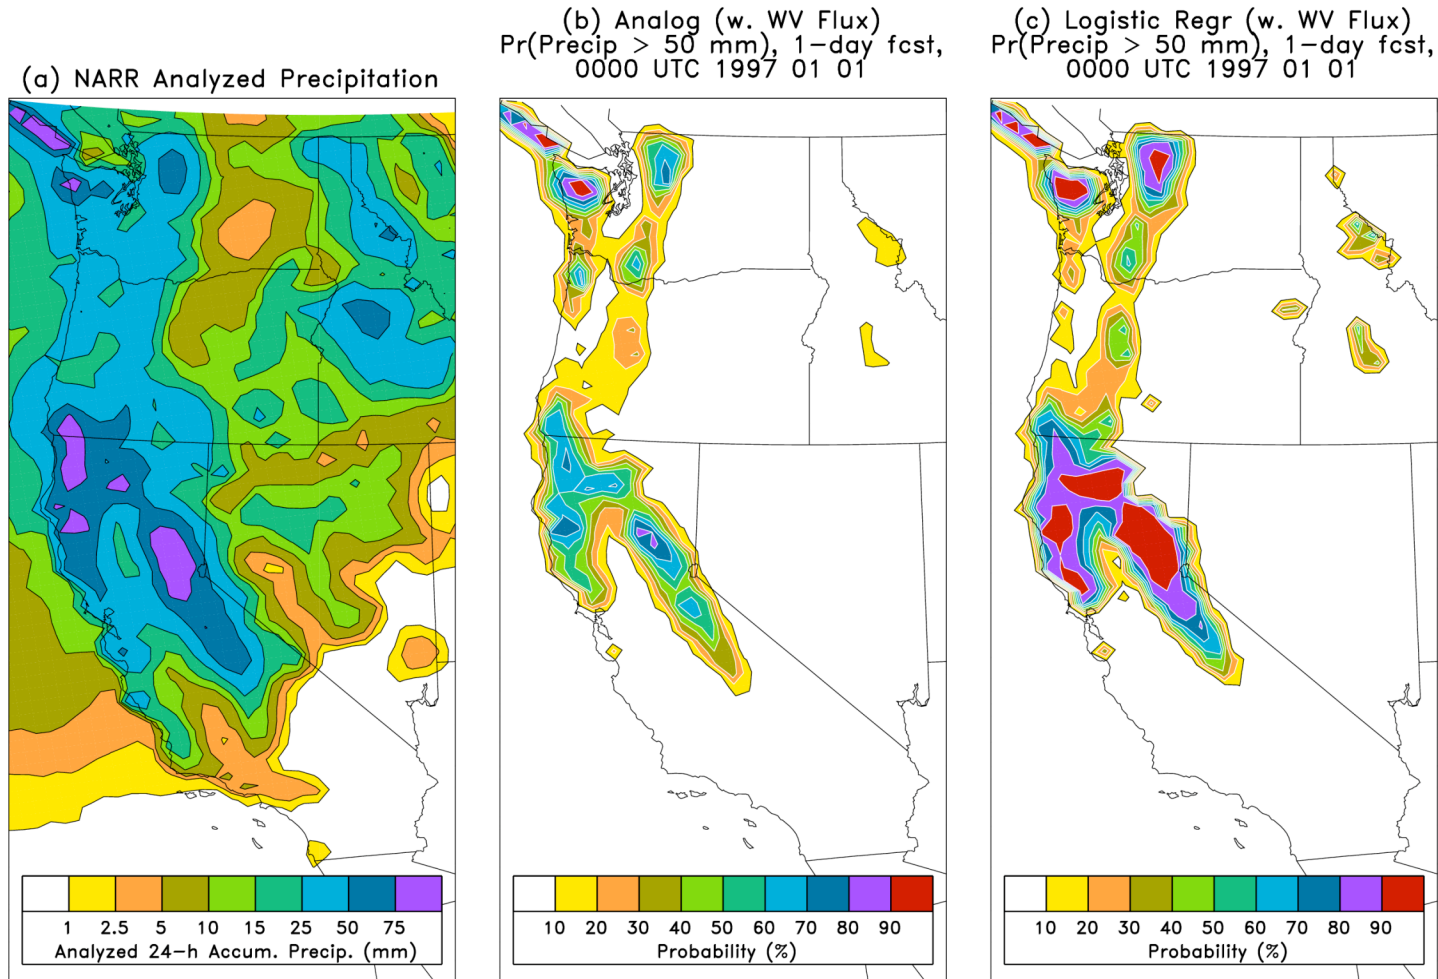 (a) NARR Analyzed Precipitation
(b) Analog (w. WV Flux)
Pr(Precip > 50 mm), 1-day fcst,
0000 UTC 1997 01 01
(c) Logistic Regr (w. WV Flux)
Pr(Precip > 50 mm), 1-day fcst,
0000 UTC 1997 01 01
1 2.5 5 10 15 25 50 75
Analyzed 24-h Accum. Precip. (mm)
10 20 30 40 50 60 70 80 90
Probability (%)
10 20 30 40 50 60 70 80 90
Probability (%)